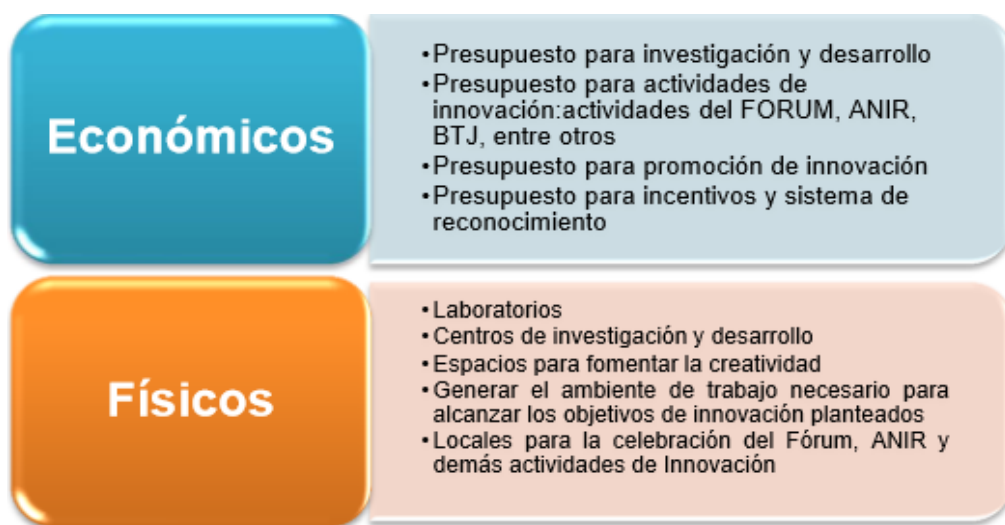 Económicos
•Presupuesto para investigación y desarrollo
•Presupuesto para actividades de
innovación:actividades del FORUM, ANIR,
BTJ, entre otros
•Presupuesto para promoción de innovación
•Presupuesto para incentivos y sistema de
reconocimiento
Físicos
•Laboratorios
•Centros de investigación y desarrollo
•Espacios para fomentar la creatividad
•Generar el ambiente de trabajo necesario para
alcanzar los objetivos de innovación planteados
•Locales para la celebración del Fórum, ANIR y
demás actividades de Innovación